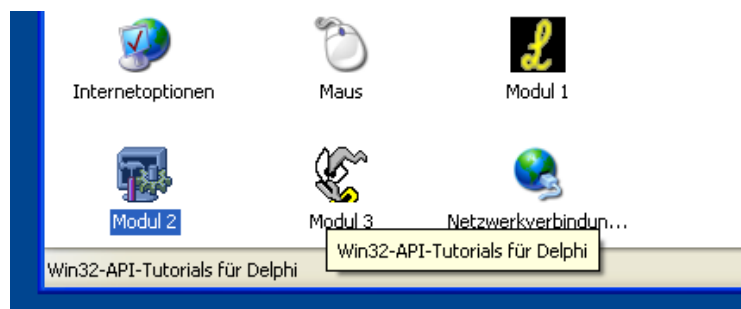 Internetoptionen
Maus
Modul 1
Modul 2
Modul 3
Netzwerkverbindun...
Win32-API-Tutorials für Delphi
Win32-API-Tutorials für Delphi